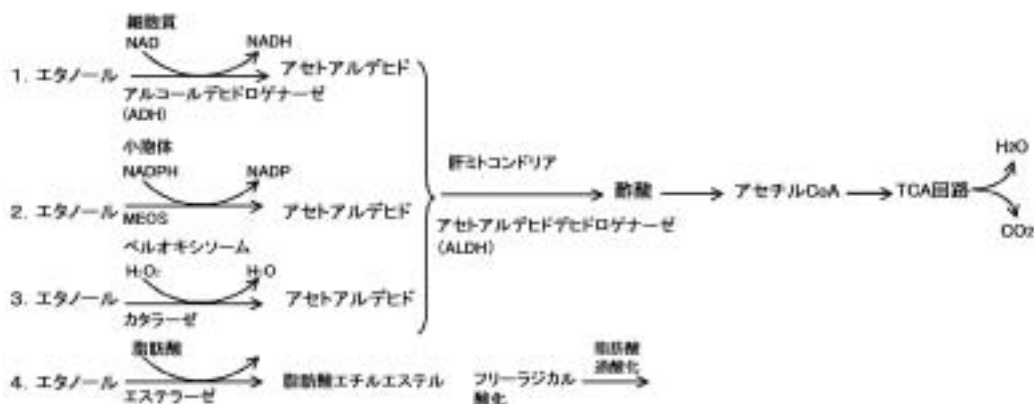 細胞質
NAD NADH
1. エタノール アセトアルデヒド
アルコールデヒドロゲナーゼ
(ADH)
小胞体
NADPH NADP
肝ミトコンドリア
2. エタノール アセトアルデヒド
MEOS
酢酸 アセチルCoA TCA回路
H2O
CO2
アセトアルデヒドデヒドロゲナーゼ
(ALDH)
ペルオキシソーム
H2O2 H2O
3. エタノール アセトアルデヒド
カタラーゼ
脂肪酸
4. エタノール 脂肪酸エチルエステル
エステラーゼ
フリーラジカル
酸化
脂肪酸
過酸化